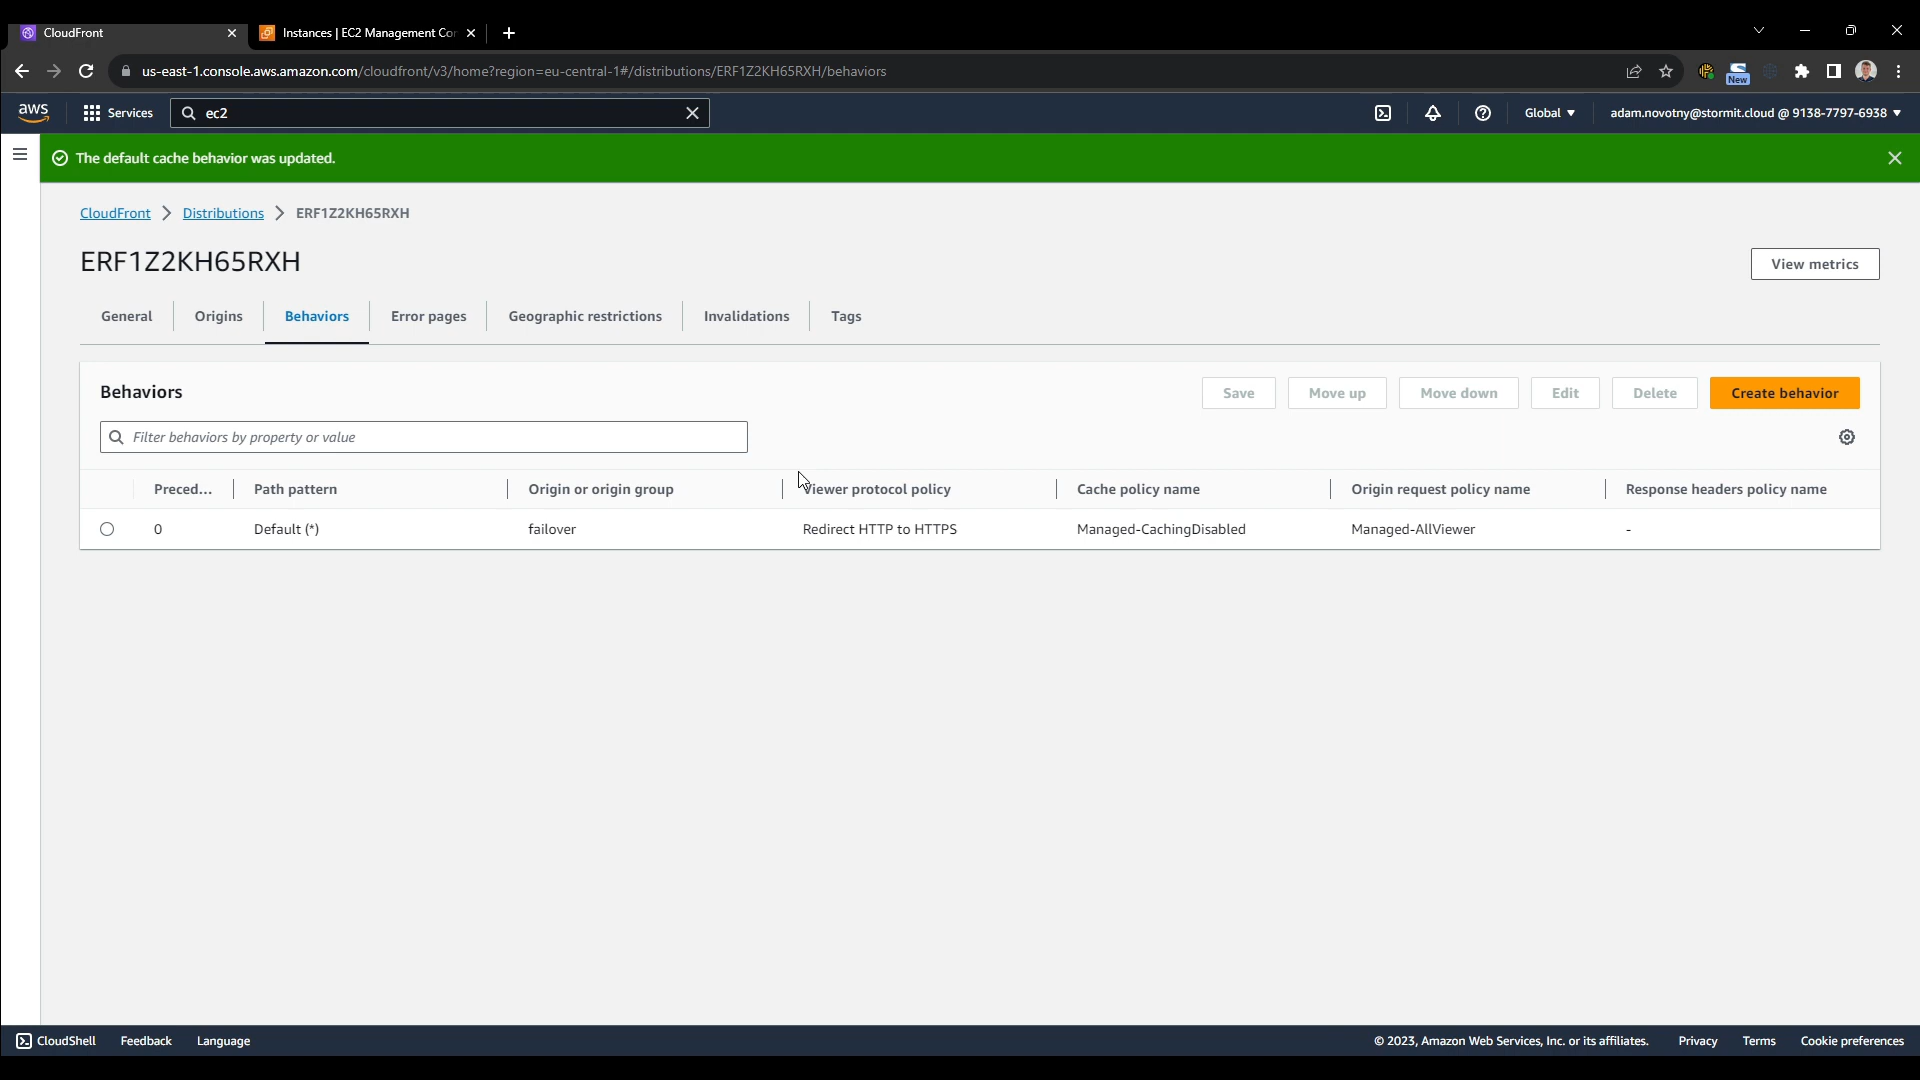 CloudFront
Instances | EC2 Management Cor
us-east-1.console.aws.amazon.com/cloudfront/v3/home?region=eu-central-1#/distributions/ERF1Z2KH65RXH/behaviors
New
aws
Services
ec2
Global
adam.novotny@stormit.cloud @ 9138-7797-6938
The default cache behavior was updated.
CloudFront > Distributions > ERF1Z2KH65RXH
ERF1Z2KH65RXH
View metrics
General
Origins
Behaviors
Error pages
Geographic restrictions
Invalidations
Tags
Behaviors
Save
Move up
Move down
Edit
Delete
Create behavior
Filter behaviors by property or value
Preced...
Path pattern
Origin or origin group
Viewer protocol policy
Cache policy name
Origin request policy name
Response headers policy name
0
Default (*)
failover
Redirect HTTP to HTTPS
Managed-CachingDisabled
Managed-AllViewer
-
CloudShell
Feedback
Language
© 2023, Amazon Web Services, Inc. or its affiliates.
Privacy
Terms
Cookie preferences